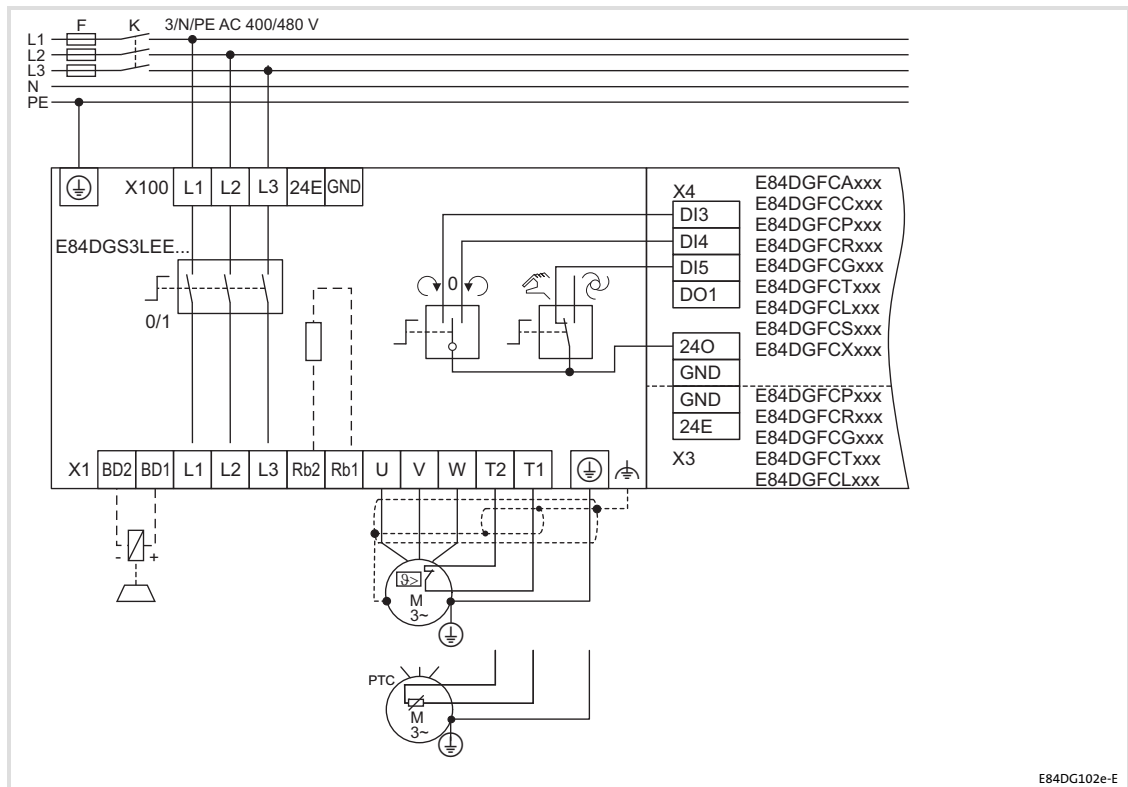 F K 3/N/PE AC 400/480 V
L1
L2
L3
N
PE
X100 L1 L2 L3 24E GND
E84DGS3LEE...
0/1
0
X4
DI3
DI4
DI5
DO1
24O
GND
GND
24E
X3
E84DGFCAxxx
E84DGFCCxxx
E84DGFCPxxx
E84DGFCRxxx
E84DGFCGxxx
E84DGFCTxxx
E84DGFCLxxx
E84DGFCSxxx
E84DGFCXxxx
E84DGFCPxxx
E84DGFCRxxx
E84DGFCGxxx
E84DGFCTxxx
E84DGFCLxxx
X1 BD2 BD1 L1 L2 L3 Rb2 Rb1 U V W T2 T1
- +
ϑ>
M
3~
PTC
M
3~
E84DG102e-E